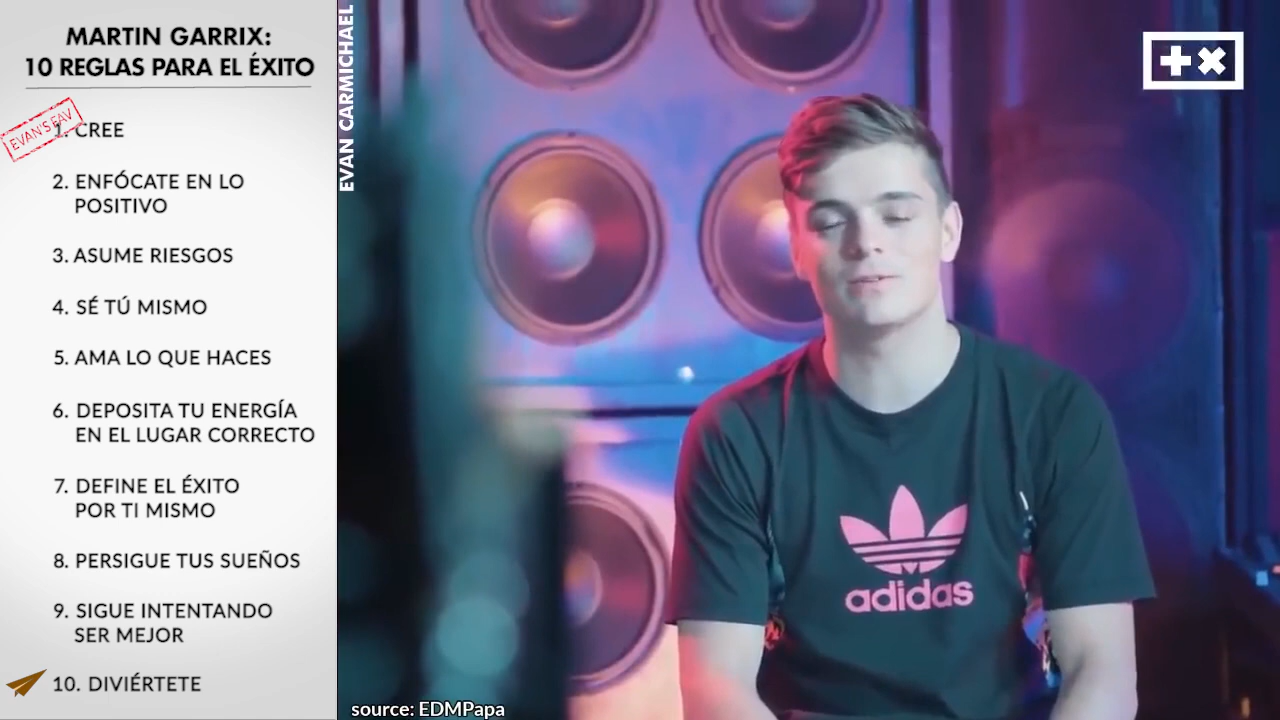 MARTIN GARRIX:
10 REGLAS PARA EL ÉXITO
EVAN'S FAV
1. CREE
2. ENFÓCATE EN LO
POSITIVO
3. ASUME RIESGOS
4. SÉ TÚ MISMO
5. AMA LO QUE HACES
6. DEPOSITA TU ENERGÍA
EN EL LUGAR CORRECTO
7. DEFINE EL ÉXITO
POR TI MISMO
8. PERSIGUE TUS SUEÑOS
9. SIGUE INTENTANDO
SER MEJOR
10. DIVIÉRTETE
EVAN CARMICHAEL
adidas
source: EDMPapa